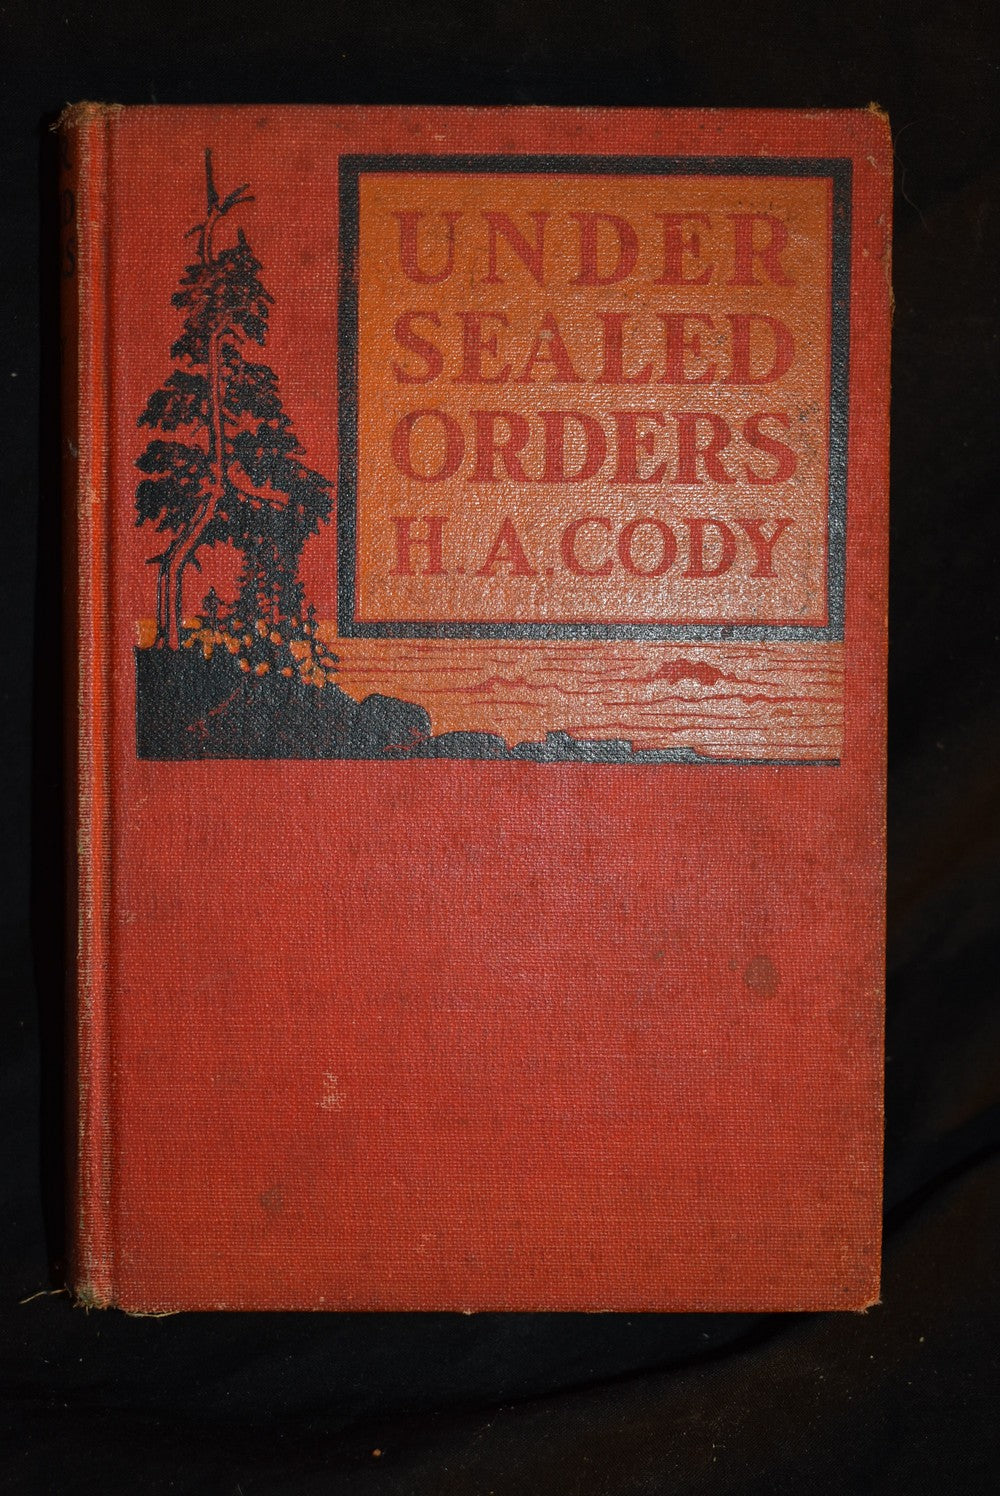 UNDER
SEALED
ORDERS
H. A. CODY